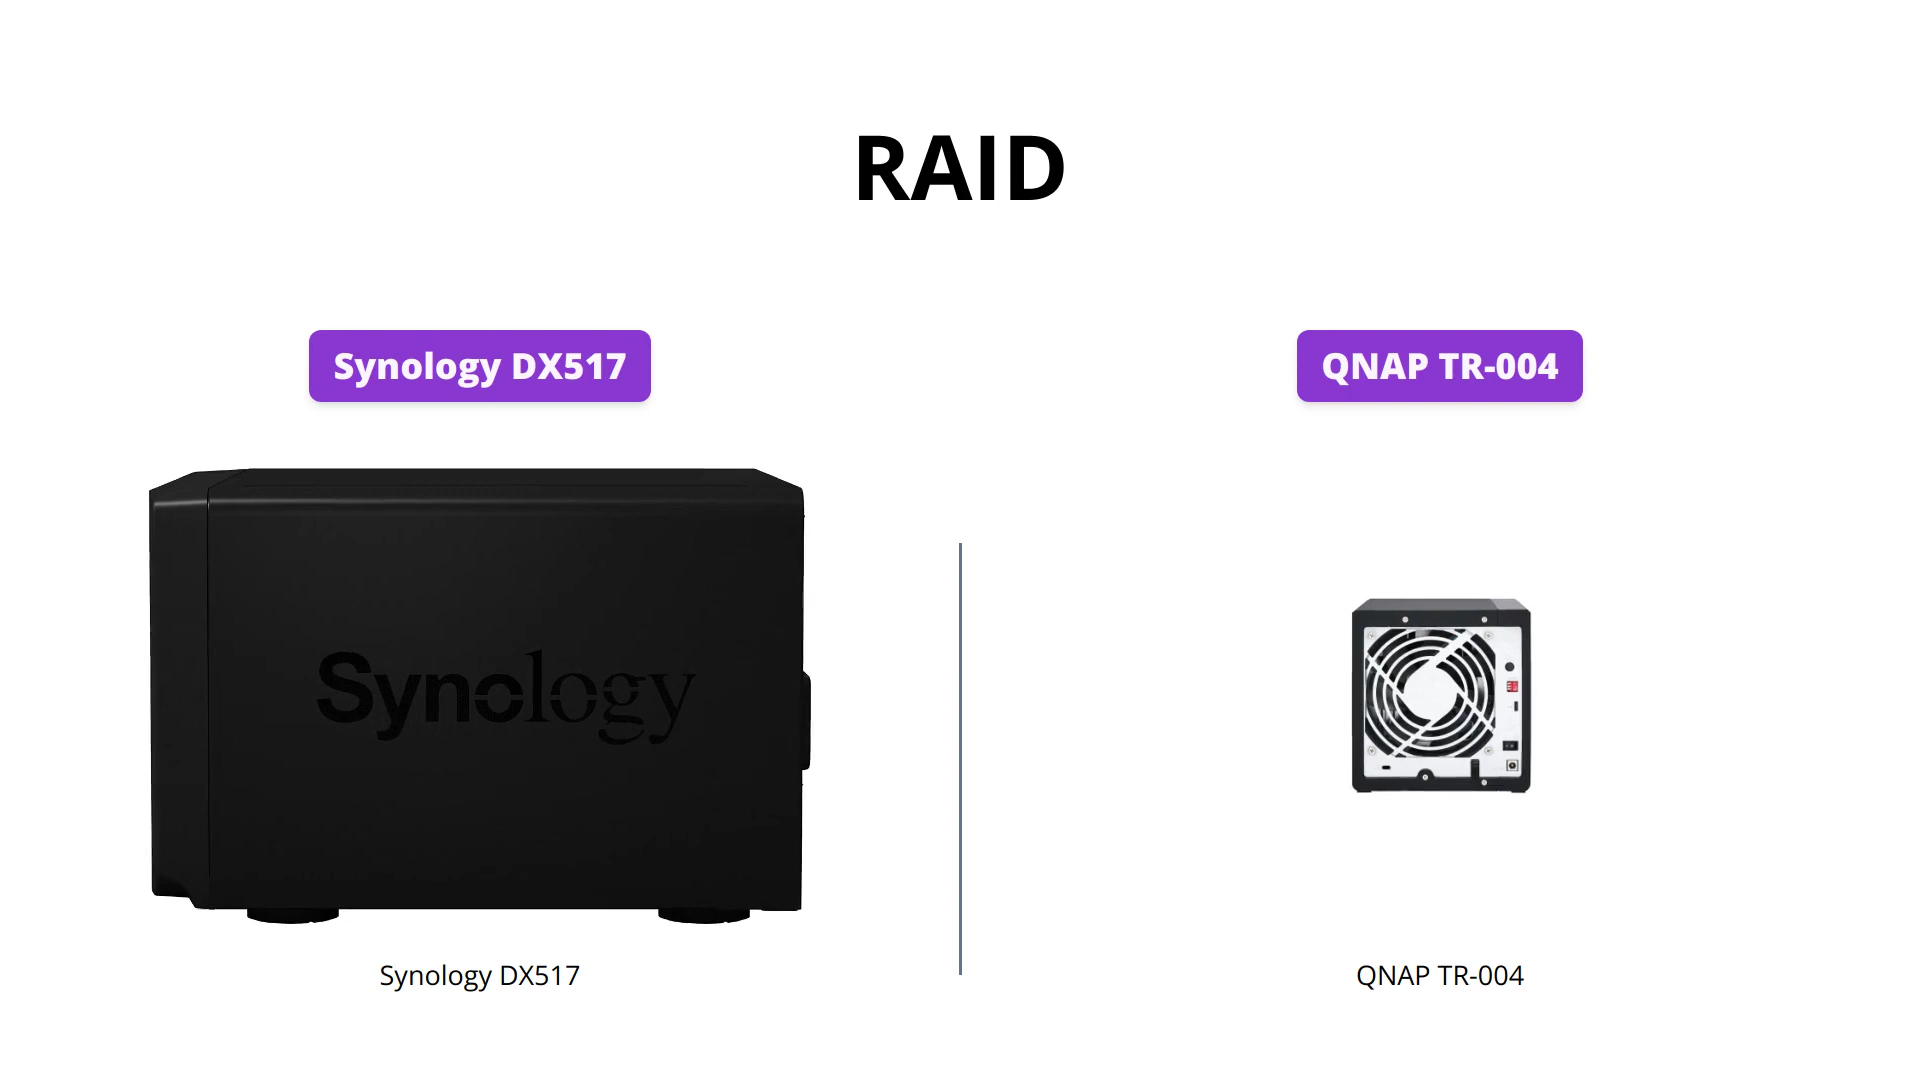 RAID
Synology DX517
QNAP TR-004
Synology
Synology DX517
QNAP TR-004